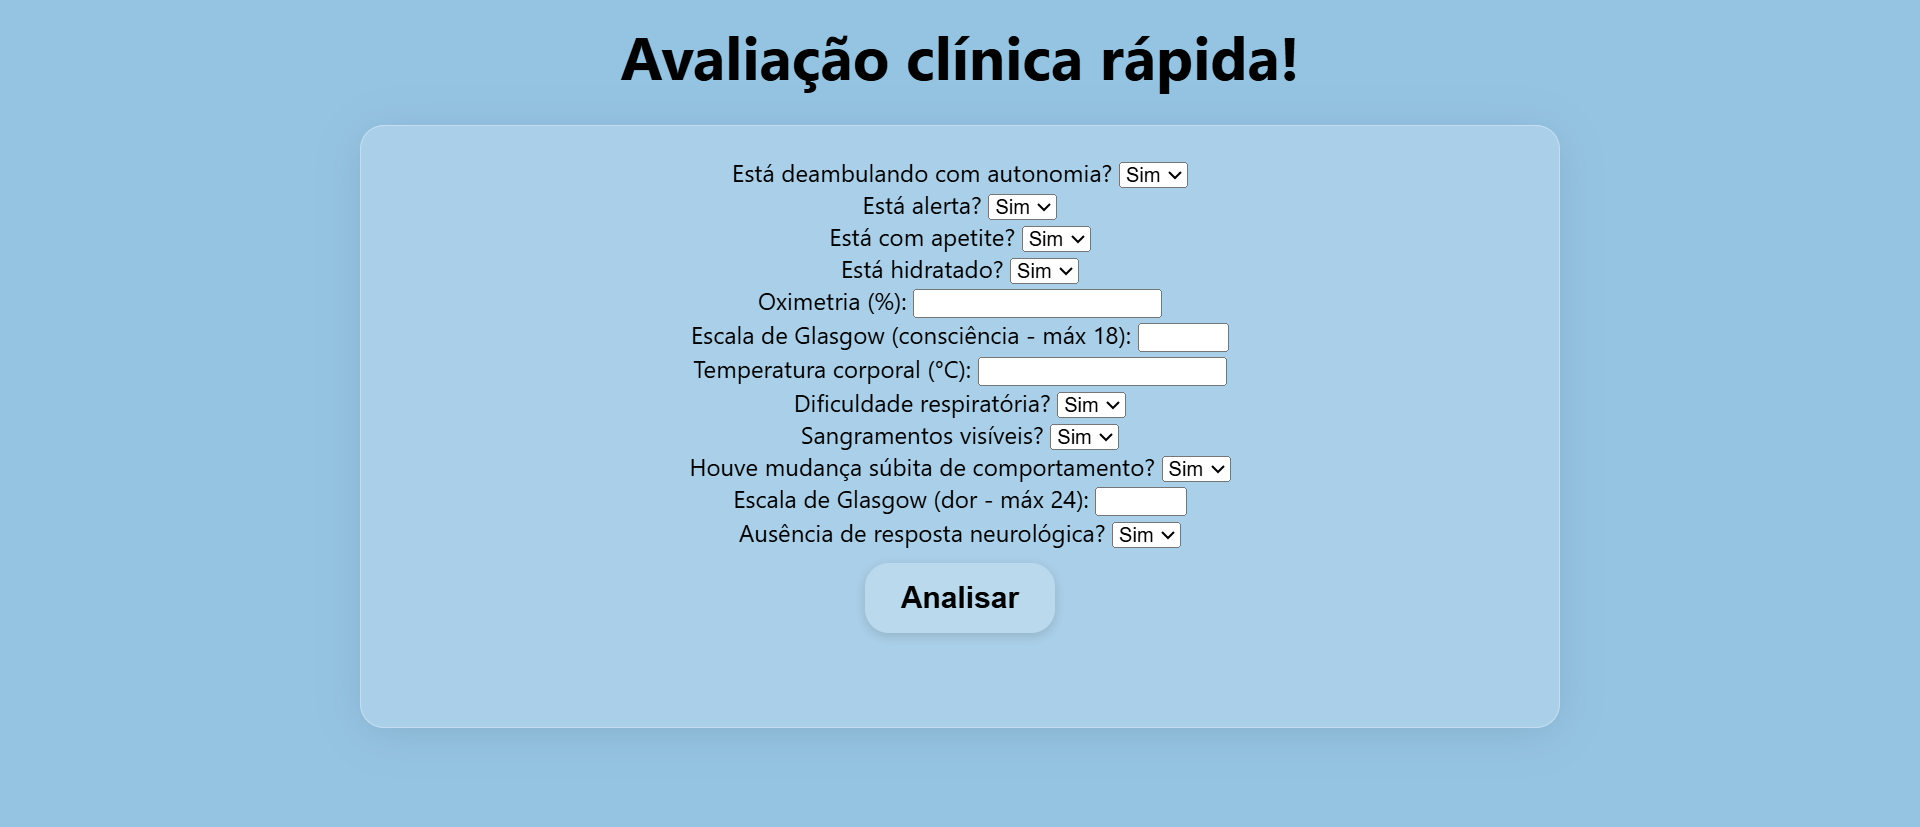 Avaliação clínica rápida!
Está deambulando com autonomia? Sim
Está alerta? Sim
Está com apetite? Sim
Está hidratado? Sim
Oximetria (%):
Escala de Glasgow (consciência - máx 18):
Temperatura corporal (°C):
Dificuldade respiratória? Sim
Sangramentos visíveis? Sim
Houve mudança súbita de comportamento? Sim
Escala de Glasgow (dor - máx 24):
Ausência de resposta neurológica? Sim
Analisar